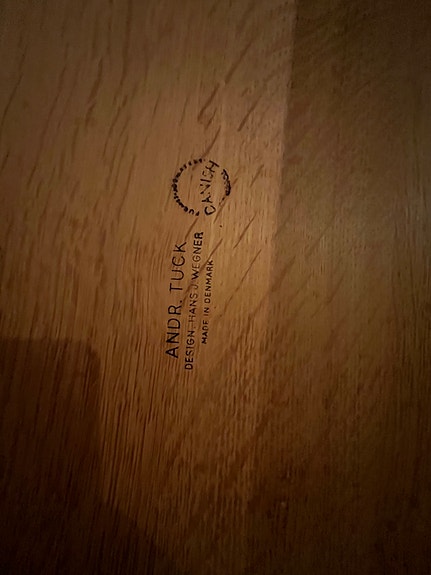 DANISH
ANDR. TUCK
DESIGN: HANS J. WEGNER
MADE IN DENMARK